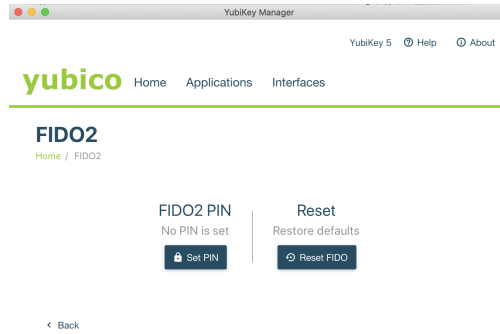 YubiKey Manager
YubiKey 5 Help About
yubico Home Applications Interfaces
FIDO2
Home / FIDO2
FIDO2 PIN Reset
No PIN is set Restore defaults
Set PIN Reset FIDO
Back